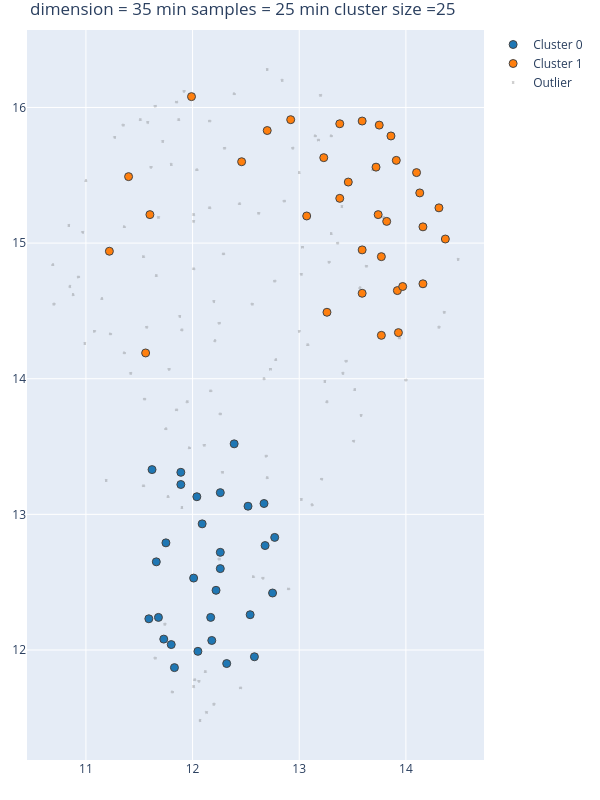 dimension = 35 min samples = 25 min cluster size =25
Cluster 0
Cluster 1
Outlier
16
15
14
13
12
11 12 13 14